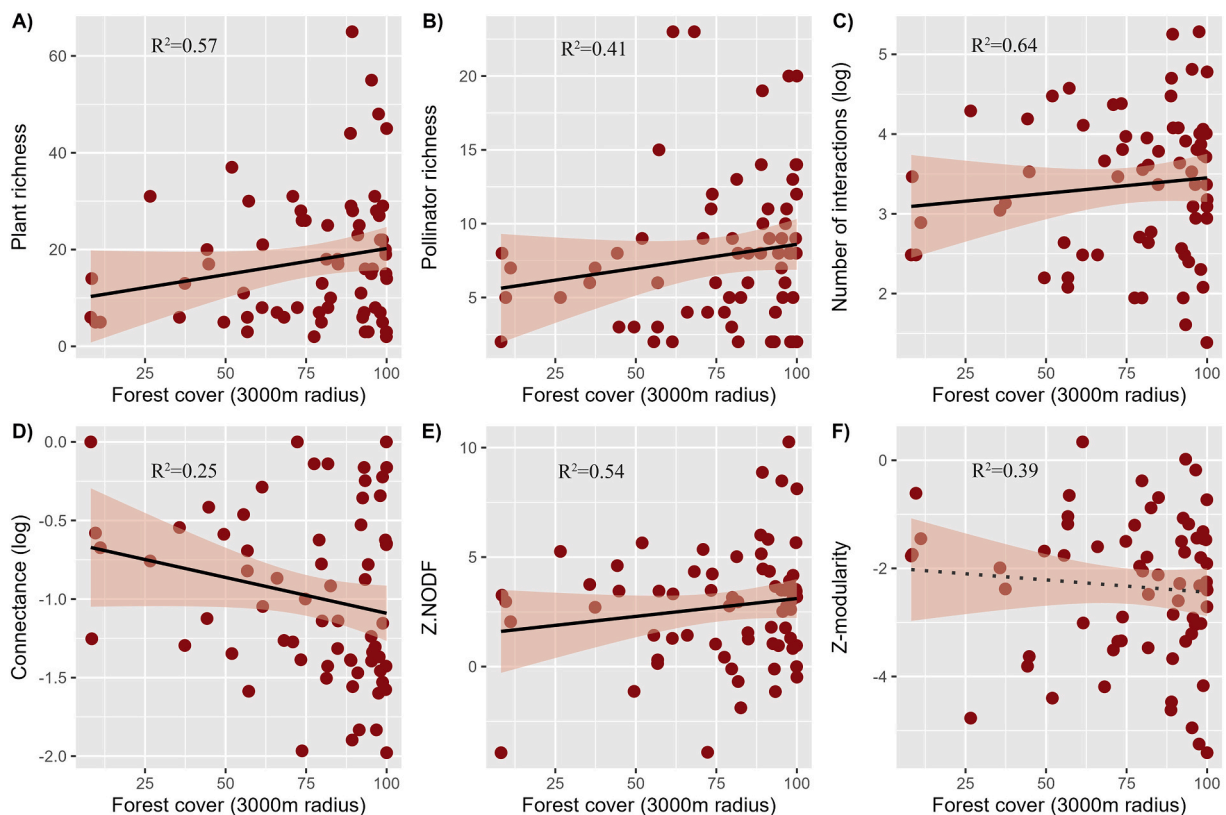 A)
R²=0.57
Plant richness
60
40
20
0
25 50 75 100
Forest cover (3000m radius)
B)
R²=0.41
Pollinator richness
20
15
10
5
25 50 75 100
Forest cover (3000m radius)
C)
R²=0.64
Number of interactions (log)
5
4
3
2
25 50 75 100
Forest cover (3000m radius)
D)
R²=0.25
Connectance (log)
0.0
-0.5
-1.0
-1.5
-2.0
25 50 75 100
Forest cover (3000m radius)
E)
R²=0.54
Z.NODF
10
5
0
25 50 75 100
Forest cover (3000m radius)
F)
R²=0.39
Z-modularity
0
-2
-4
25 50 75 100
Forest cover (3000m radius)